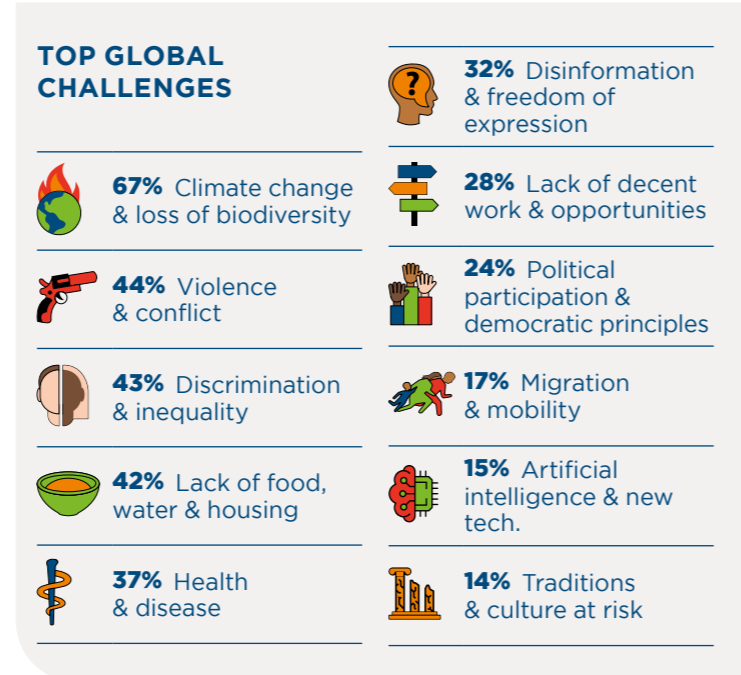 TOP GLOBAL
CHALLENGES
67% Climate change
& loss of biodiversity
44% Violence
& conflict
43% Discrimination
& inequality
42% Lack of food,
water & housing
37% Health
& disease
32% Disinformation
& freedom of
expression
28% Lack of decent
work & opportunities
24% Political
participation &
democratic principles
17% Migration
& mobility
15% Artificial
intelligence & new
tech.
14% Traditions
& culture at risk
?